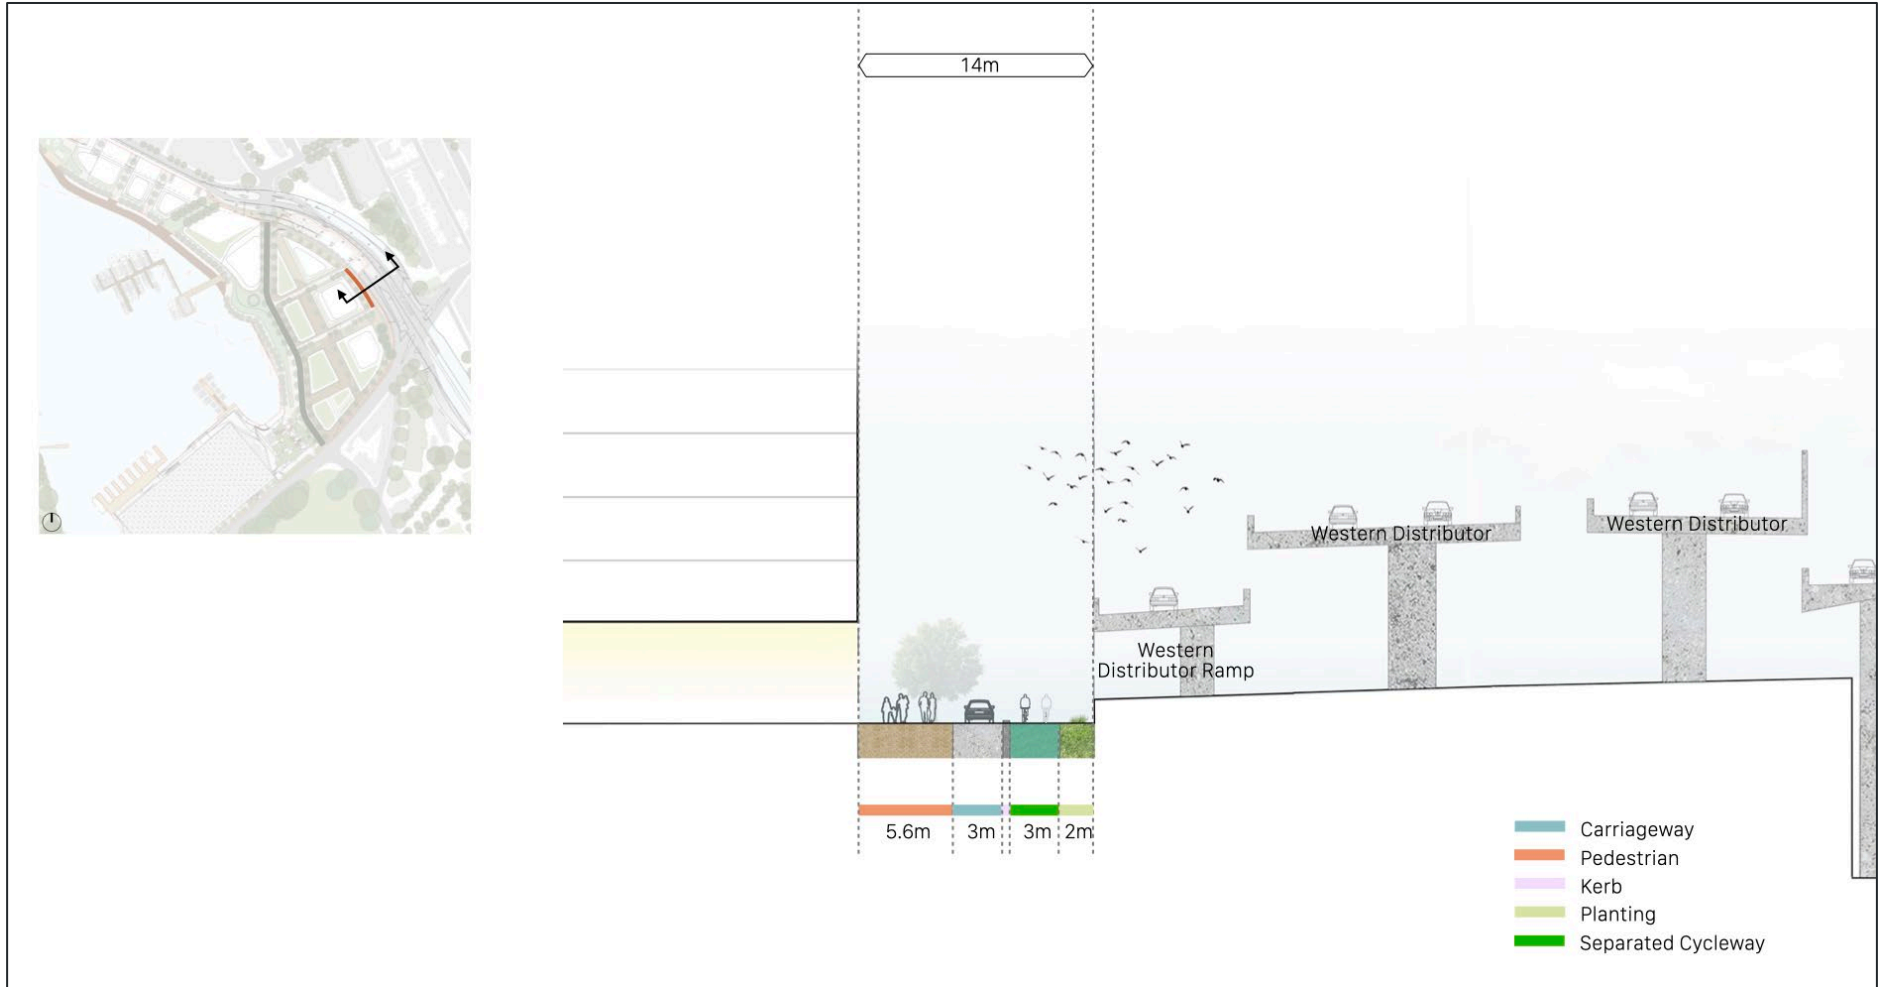 14m
Western Distributor
Western Distributor
Western
Distributor Ramp
5.6m
3m
3m
2m
Carriageway
Pedestrian
Kerb
Planting
Separated Cycleway